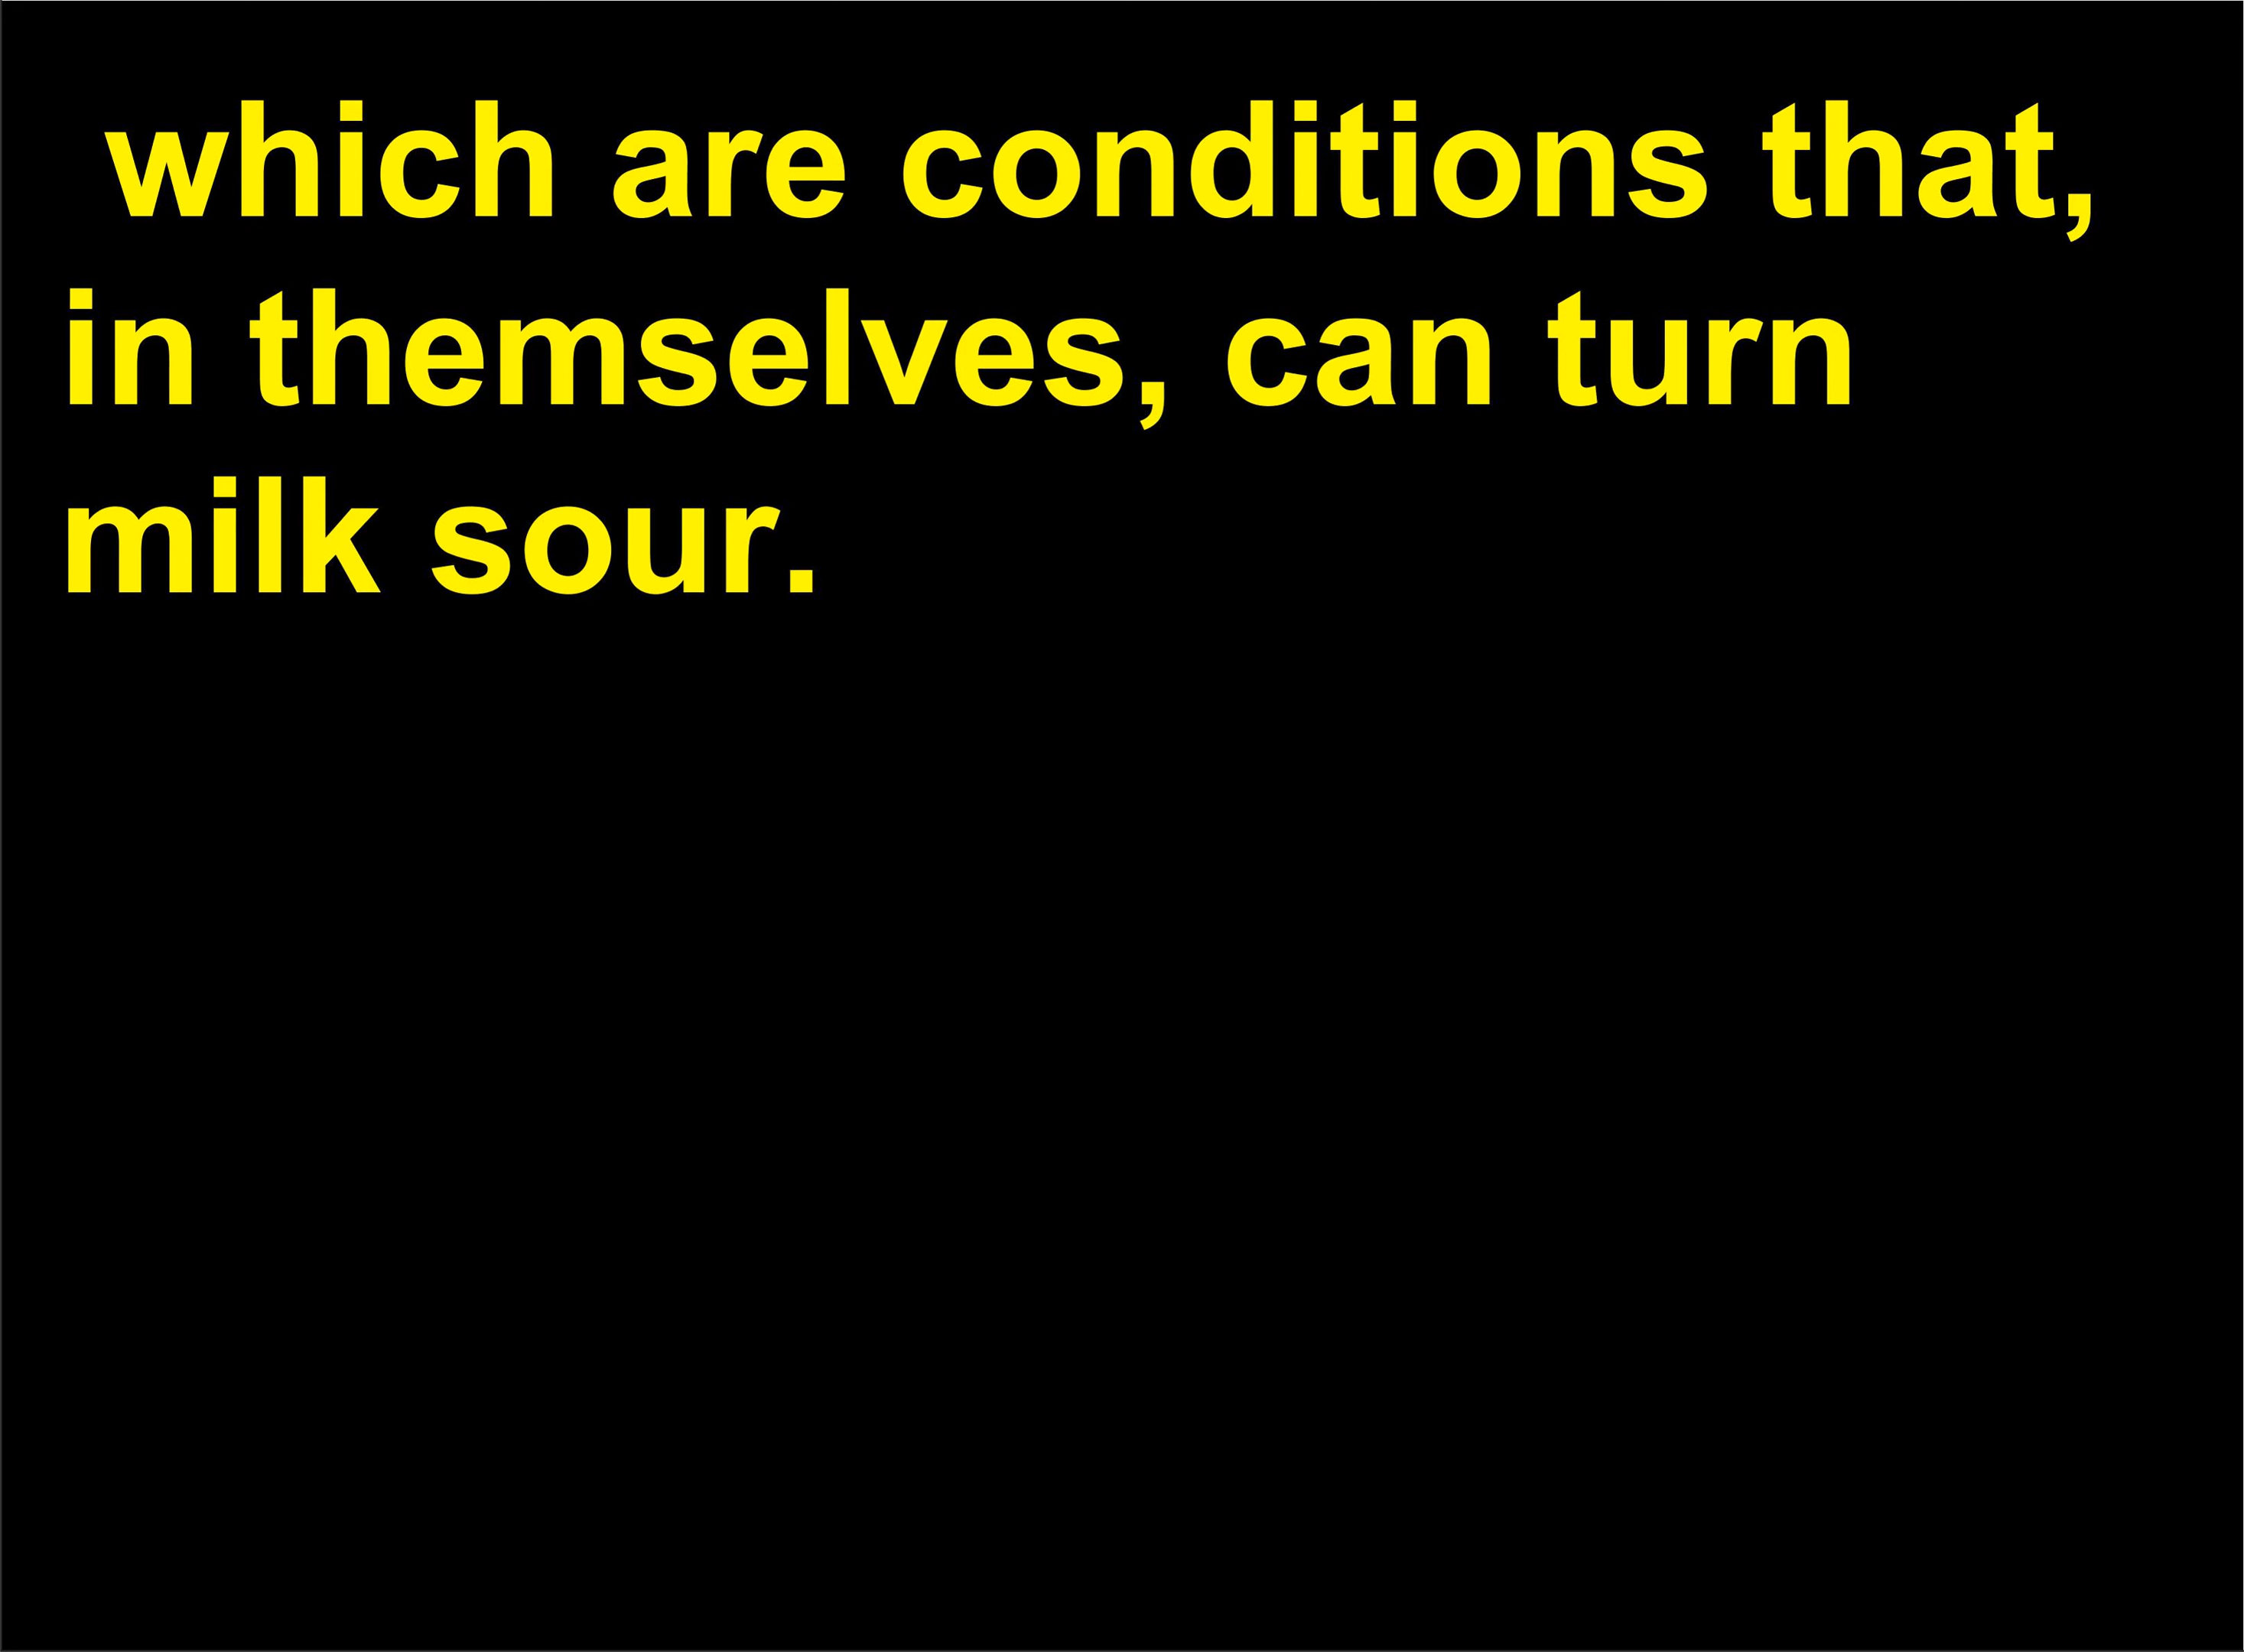 which are conditions that,
in themselves, can turn
milk sour.